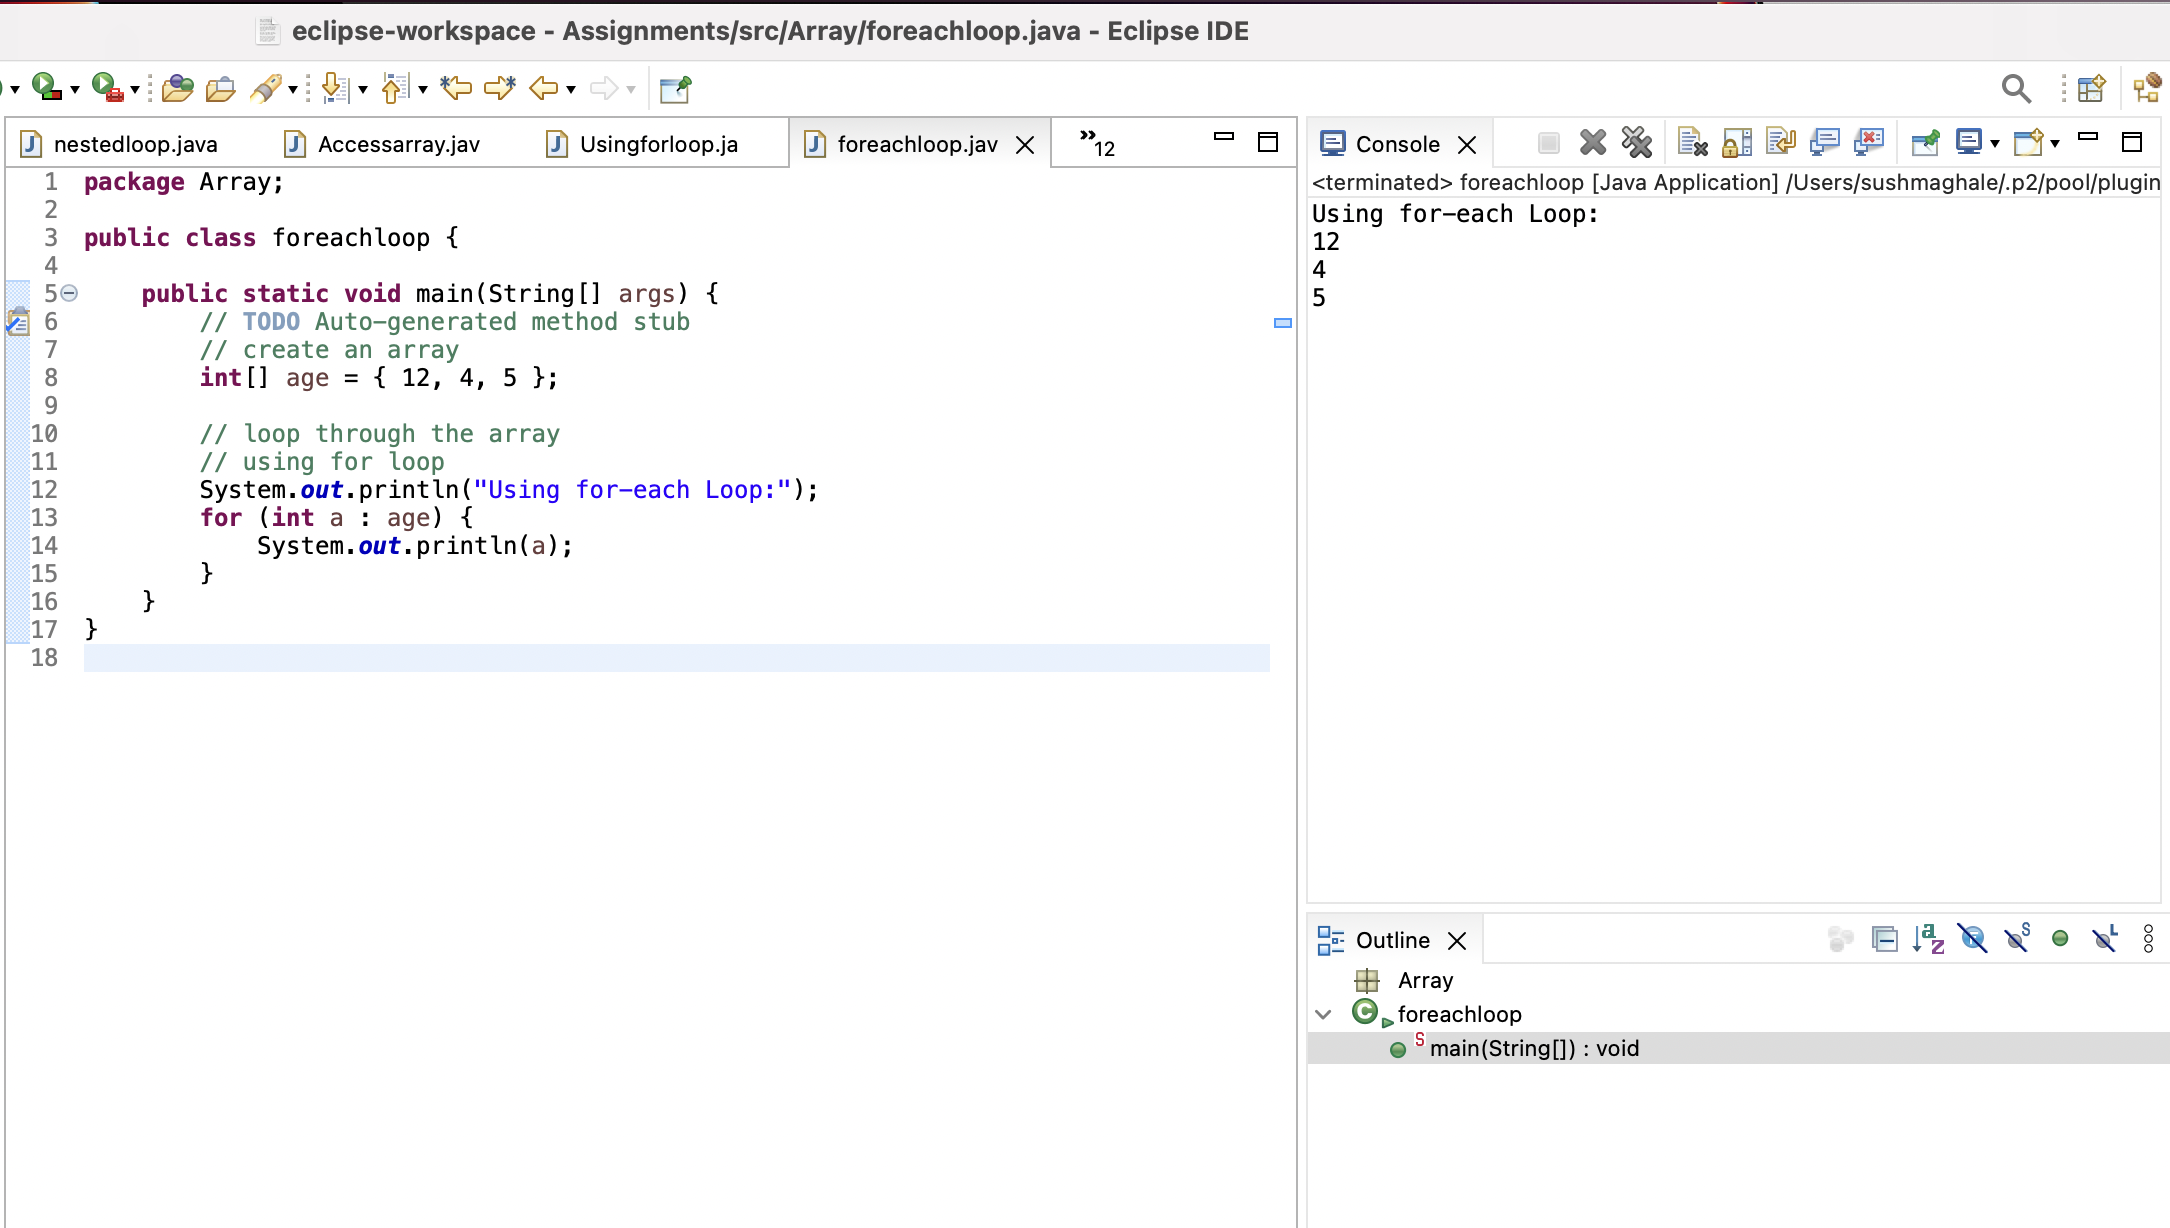 eclipse-workspace - Assignments/src/Array/foreachloop.java - Eclipse IDE
nestedloop.java
Accessarray.jav
Usingforloop.ja
foreachloop.jav
»12
1 package Array;
2
3 public class foreachloop {
4
5 public static void main(String[] args) {
6 // TODO Auto-generated method stub
7 // create an array
8 int[] age = { 12, 4, 5 };
9
10 // loop through the array
11 // using for loop
12 System.out.println("Using for-each Loop:");
13 for (int a : age) {
14 System.out.println(a);
15 }
16 }
17 }
18
Console
<terminated> foreachloop [Java Application] /Users/sushmaghale/.p2/pool/plugin
Using for-each Loop:
12
4
5
Outline
Array
foreachloop
main(String[]) : void